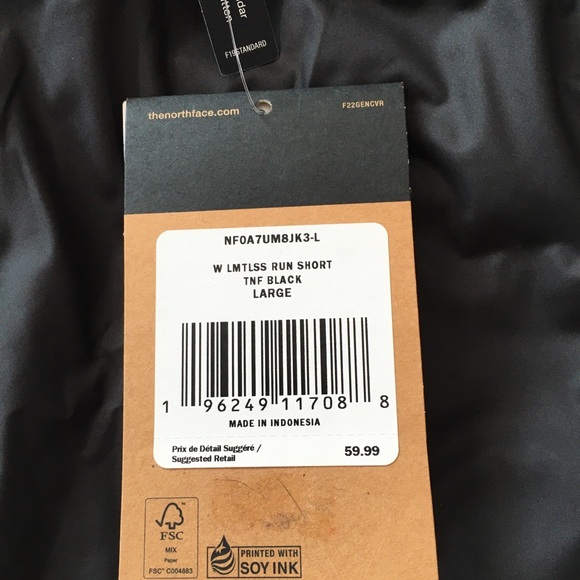 F19STANDARD
thenorthface.com
F22GENCVR
NF0A7UM8JK3-L
W LMTLSS RUN SHORT
TNF BLACK
LARGE
1 96249 11708 8
MADE IN INDONESIA
Prix de Détail Suggéré /
Suggested Retail
59.99
FSC
MIX
Paper
FSC™ C004883
PRINTED WITH
SOY INK